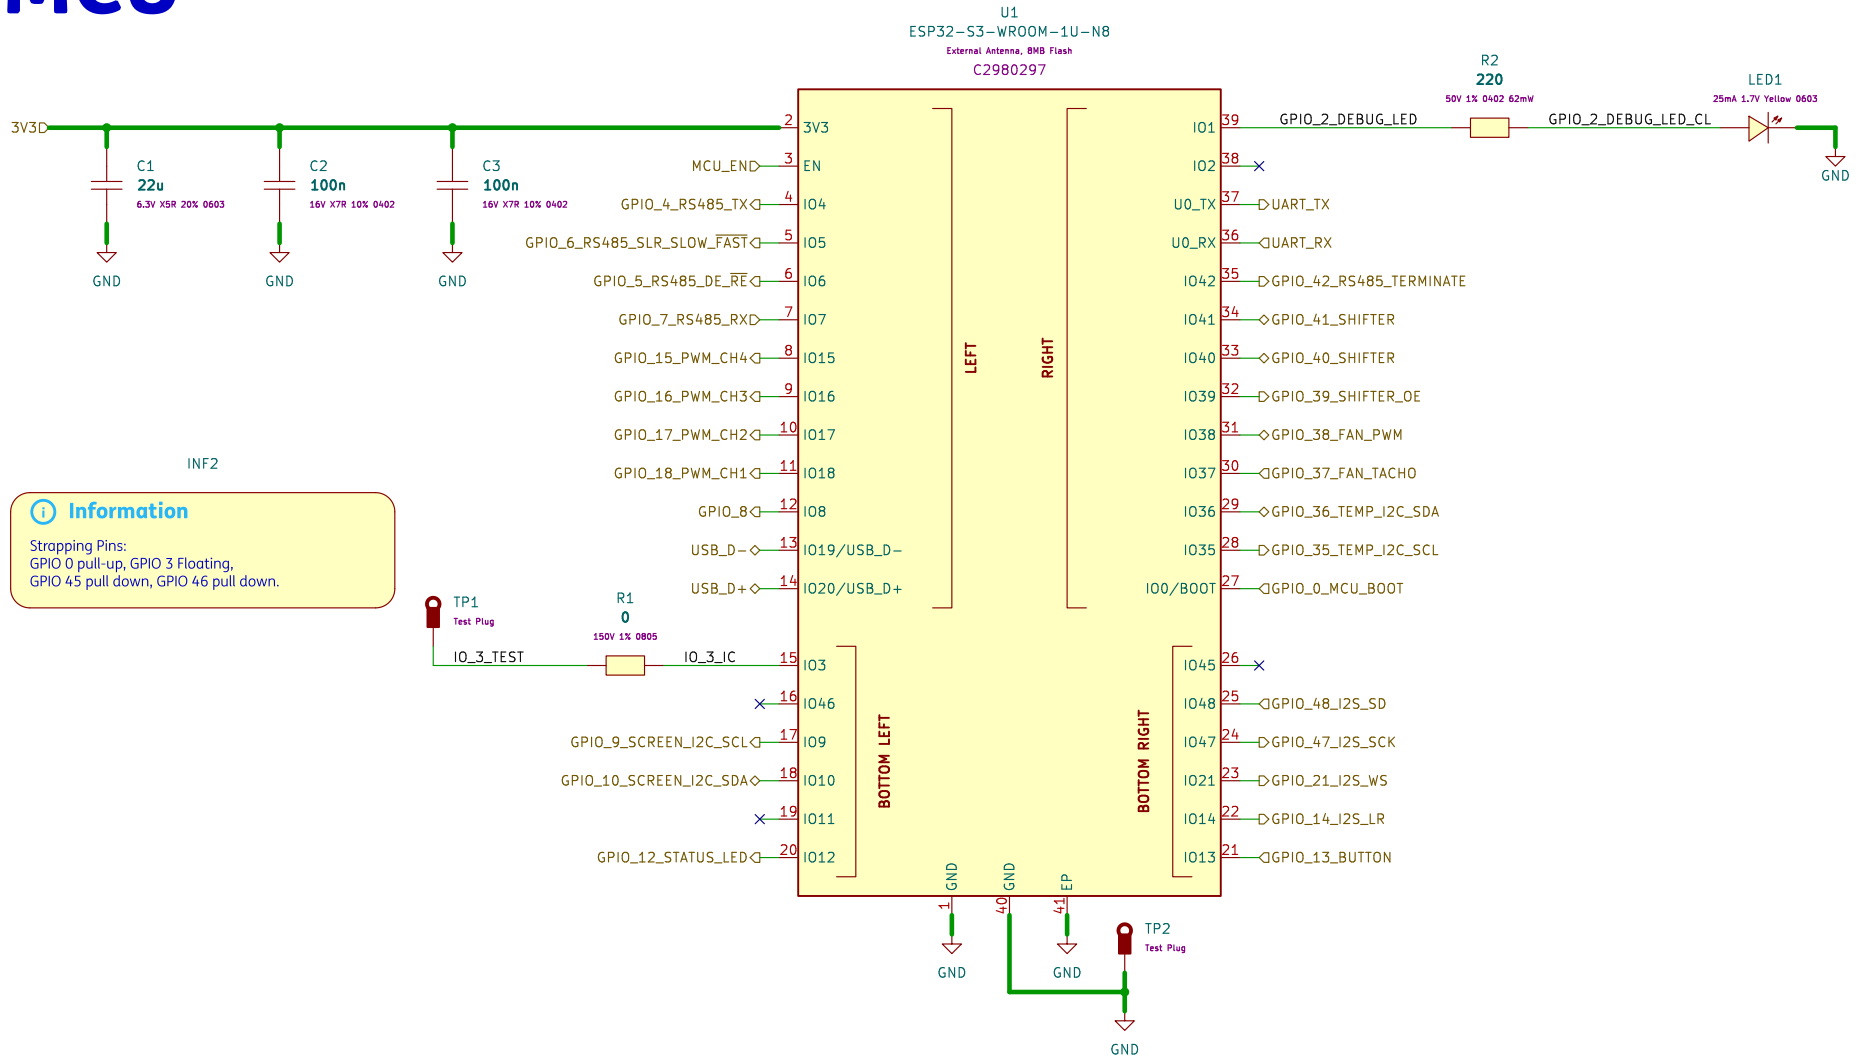 MCU
3V3
C1
22u
6.3V X5R 20% 0603
GND
C2
100n
16V X7R 10% 0402
GND
C3
100n
16V X7R 10% 0402
GND
INF2
Information
Strapping Pins:
GPIO 0 pull-up, GPIO 3 Floating,
GPIO 45 pull down, GPIO 46 pull down.
TP1
Test Plug
IO_3_TEST
R1
0
150V 1% 0805
IO_3_IC
U1
ESP32-S3-WROOM-1U-N8
External Antenna, 8MB Flash
C2980297
2 3V3
MCU_EN 3 EN
GPIO_4_RS485_TX 4 IO4
GPIO_6_RS485_SLR_SLOW_FAST 5 IO5
GPIO_5_RS485_DE_RE 6 IO6
GPIO_7_RS485_RX 7 IO7
GPIO_15_PWM_CH4 8 IO15
GPIO_16_PWM_CH3 9 IO16
GPIO_17_PWM_CH2 10 IO17
GPIO_18_PWM_CH1 11 IO18
GPIO_8 12 IO8
USB_D- 13 IO19/USB_D-
USB_D+ 14 IO20/USB_D+
15 IO3
16 IO46
GPIO_9_SCREEN_I2C_SCL 17 IO9
GPIO_10_SCREEN_I2C_SDA 18 IO10
19 IO11
GPIO_12_STATUS_LED 20 IO12
LEFT
RIGHT
BOTTOM LEFT
BOTTOM RIGHT
IO1 39 GPIO_2_DEBUG_LED
IO2 38
U0_TX 37 UART_TX
U0_RX 36 UART_RX
IO42 35 GPIO_42_RS485_TERMINATE
IO41 34 GPIO_41_SHIFTER
IO40 33 GPIO_40_SHIFTER
IO39 32 GPIO_39_SHIFTER_OE
IO38 31 GPIO_38_FAN_PWM
IO37 30 GPIO_37_FAN_TACHO
IO36 29 GPIO_36_TEMP_I2C_SDA
IO35 28 GPIO_35_TEMP_I2C_SCL
IO0/BOOT 27 GPIO_0_MCU_BOOT
IO45 26
IO48 25 GPIO_48_I2S_SD
IO47 24 GPIO_47_I2S_SCK
IO21 23 GPIO_21_I2S_WS
IO14 22 GPIO_14_I2S_LR
IO13 21 GPIO_13_BUTTON
GND
GND
EP
1
40
41
GND
GND
TP2
Test Plug
GND
R2
220
50V 1% 0402 62mW
GPIO_2_DEBUG_LED_CL
LED1
25mA 1.7V Yellow 0603
GND